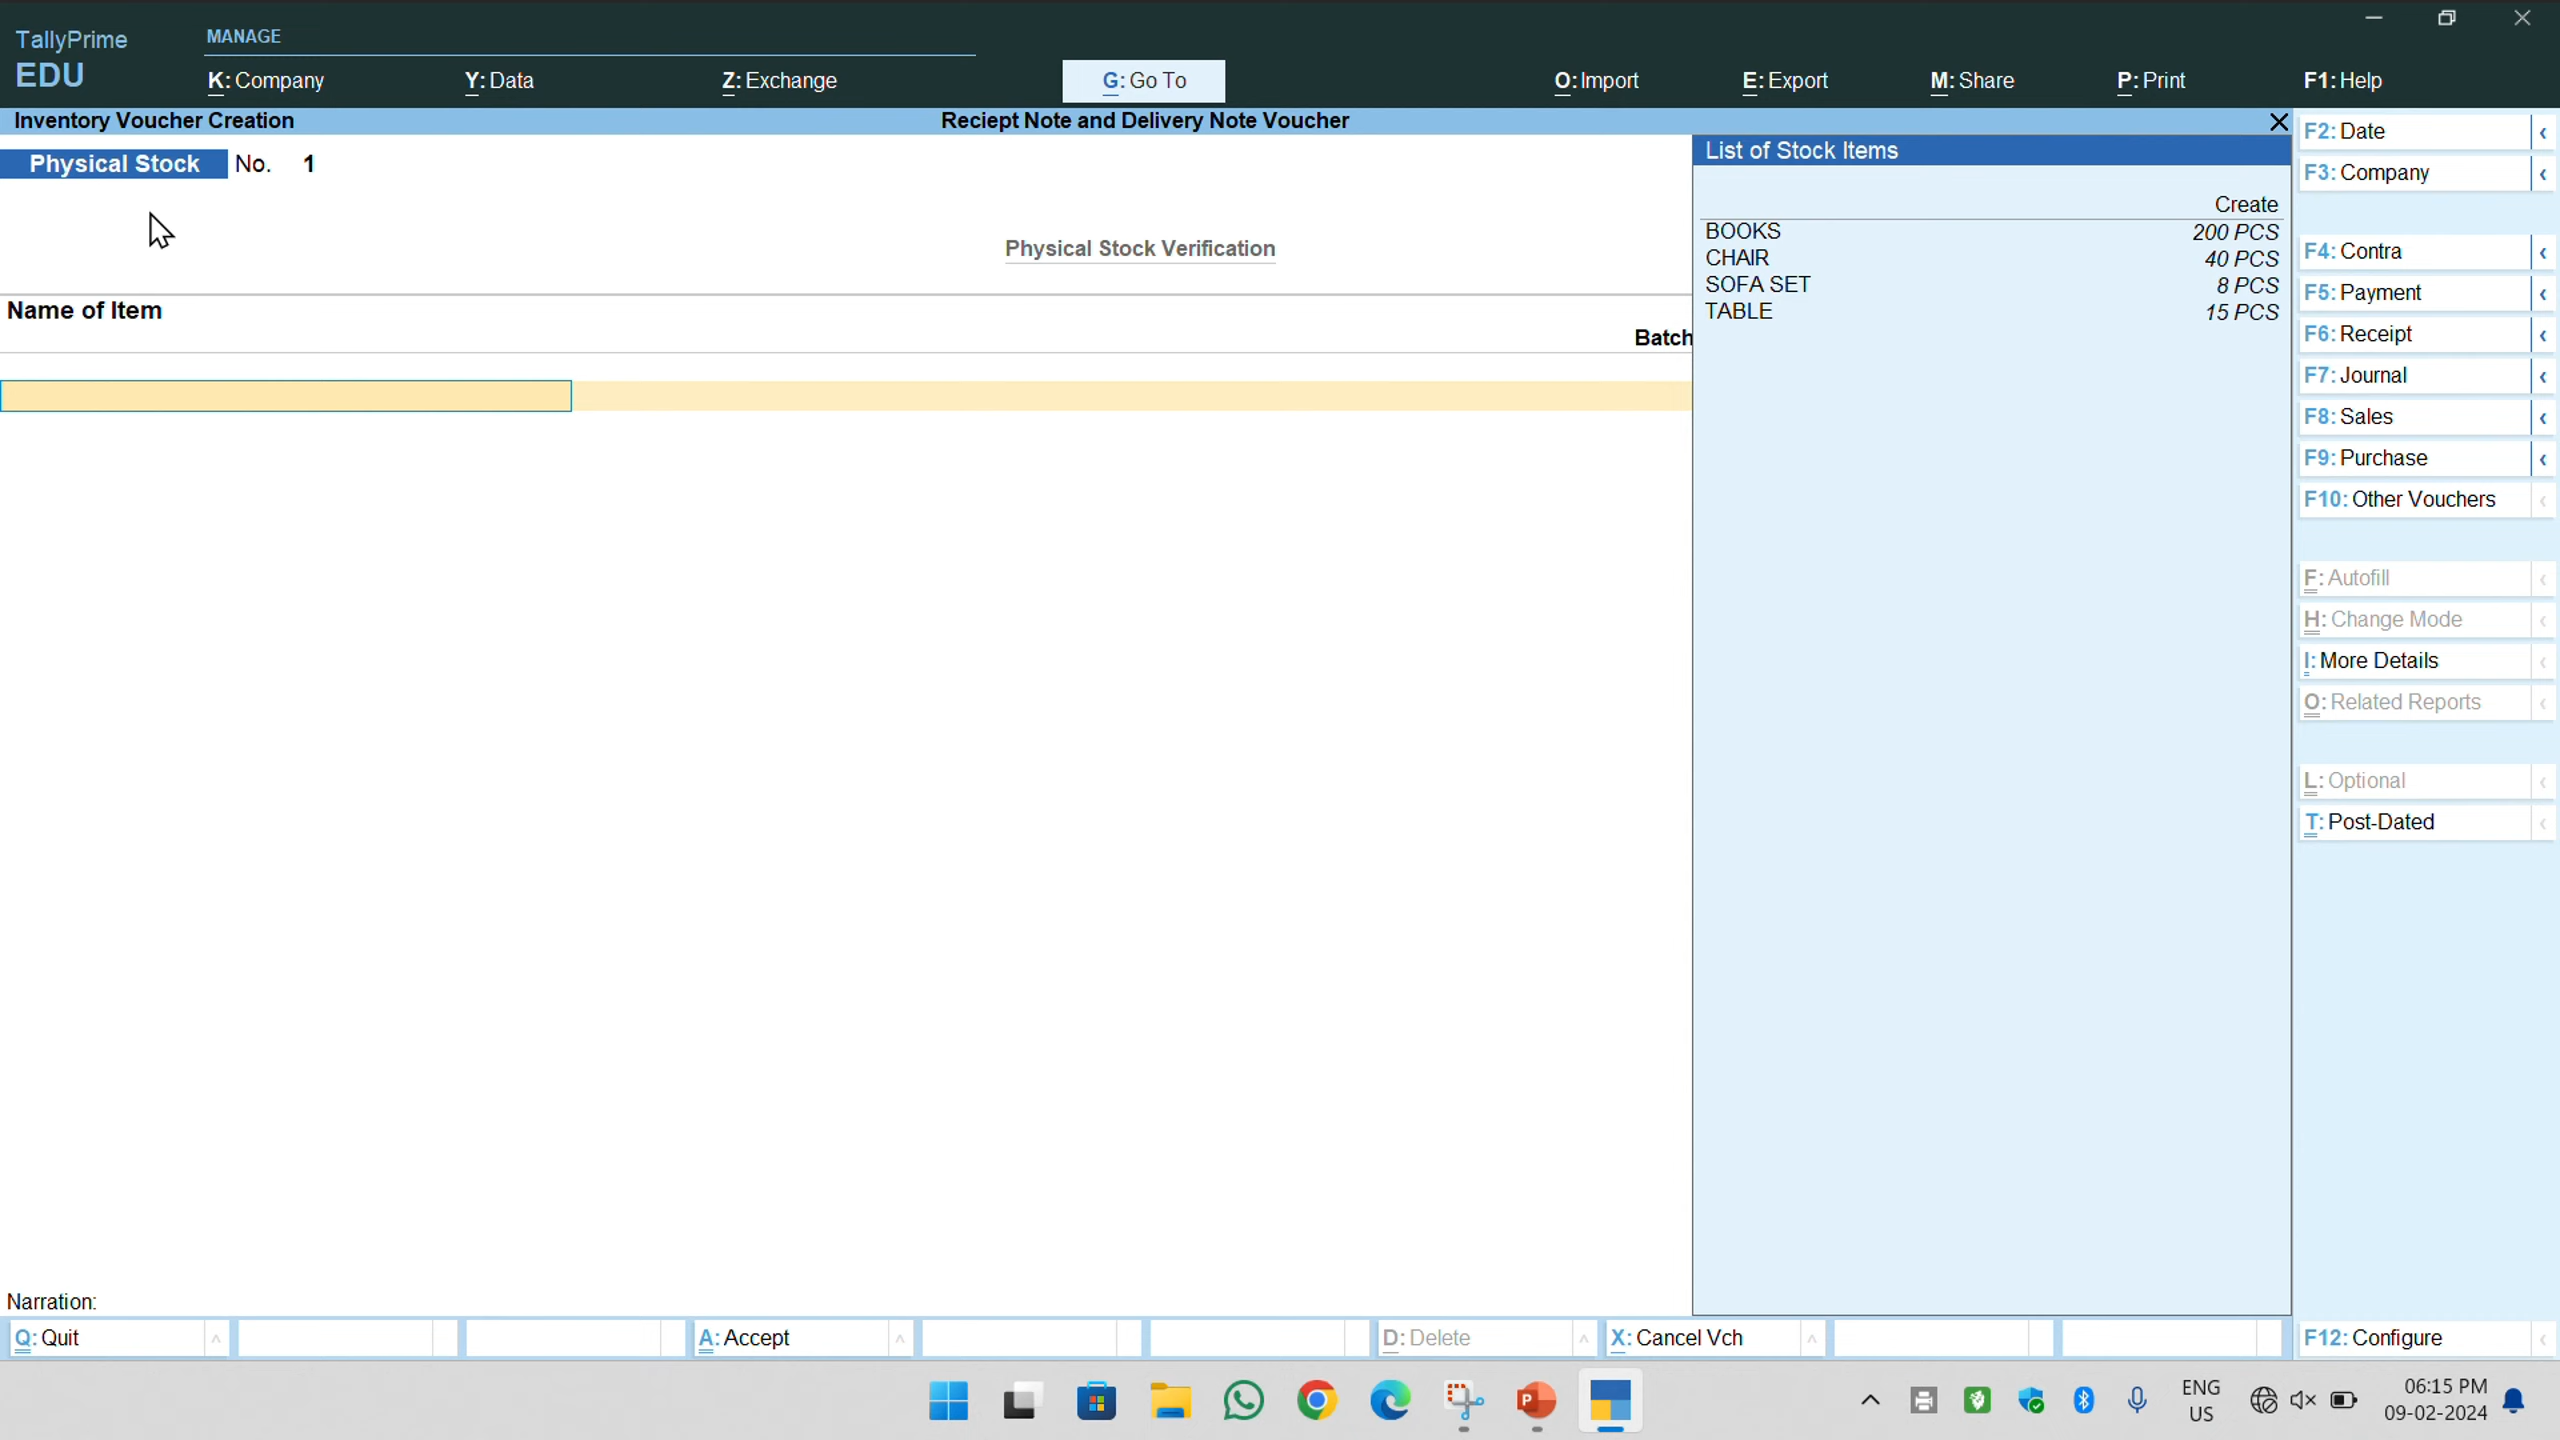 TallyPrime
EDU
MANAGE
K: Company
Y: Data
Z: Exchange
G: Go To
O: Import
E: Export
M: Share
P: Print
F1: Help
Inventory Voucher Creation
Reciept Note and Delivery Note Voucher
Physical Stock No. 1
Physical Stock Verification
Name of Item
Batch
List of Stock Items
Create
BOOKS 200 PCS
CHAIR 40 PCS
SOFA SET 8 PCS
TABLE 15 PCS
F2: Date
F3: Company
F4: Contra
F5: Payment
F6: Receipt
F7: Journal
F8: Sales
F9: Purchase
F10: Other Vouchers
F: Autofill
H: Change Mode
I: More Details
O: Related Reports
L: Optional
T: Post-Dated
Narration:
Q: Quit
A: Accept
D: Delete
X: Cancel Vch
F12: Configure
ENG
US
06:15 PM
09-02-2024